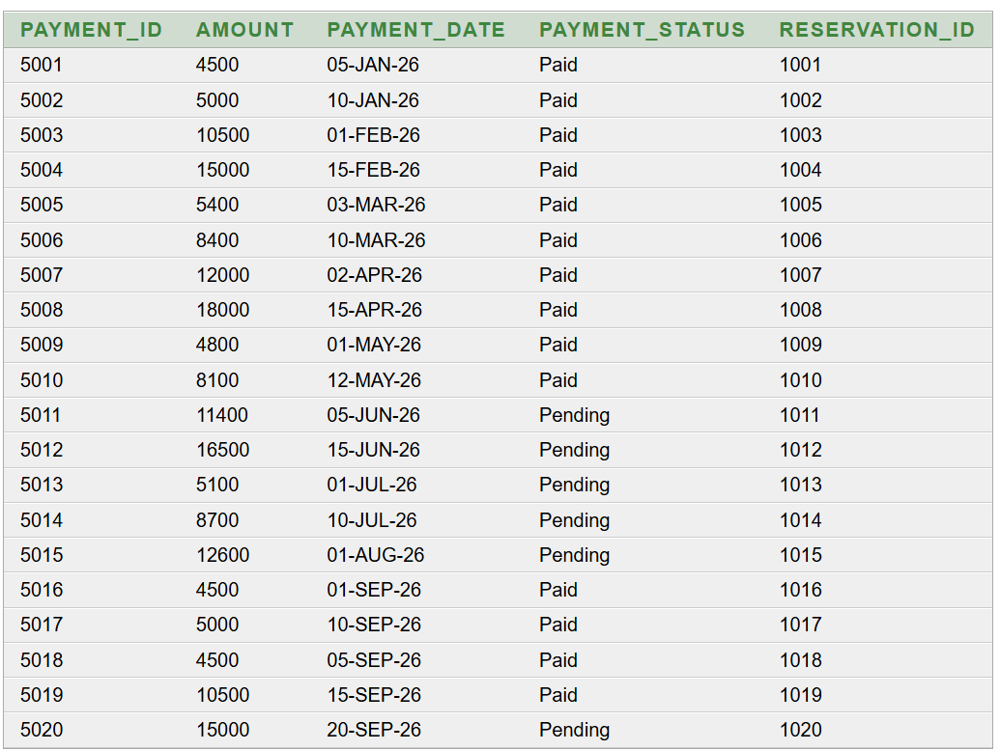 PAYMENT_ID AMOUNT PAYMENT_DATE PAYMENT_STATUS RESERVATION_ID
5001 4500 05-JAN-26 Paid 1001
5002 5000 10-JAN-26 Paid 1002
5003 10500 01-FEB-26 Paid 1003
5004 15000 15-FEB-26 Paid 1004
5005 5400 03-MAR-26 Paid 1005
5006 8400 10-MAR-26 Paid 1006
5007 12000 02-APR-26 Paid 1007
5008 18000 15-APR-26 Paid 1008
5009 4800 01-MAY-26 Paid 1009
5010 8100 12-MAY-26 Paid 1010
5011 11400 05-JUN-26 Pending 1011
5012 16500 15-JUN-26 Pending 1012
5013 5100 01-JUL-26 Pending 1013
5014 8700 10-JUL-26 Pending 1014
5015 12600 01-AUG-26 Pending 1015
5016 4500 01-SEP-26 Paid 1016
5017 5000 10-SEP-26 Paid 1017
5018 4500 05-SEP-26 Paid 1018
5019 10500 15-SEP-26 Paid 1019
5020 15000 20-SEP-26 Pending 1020